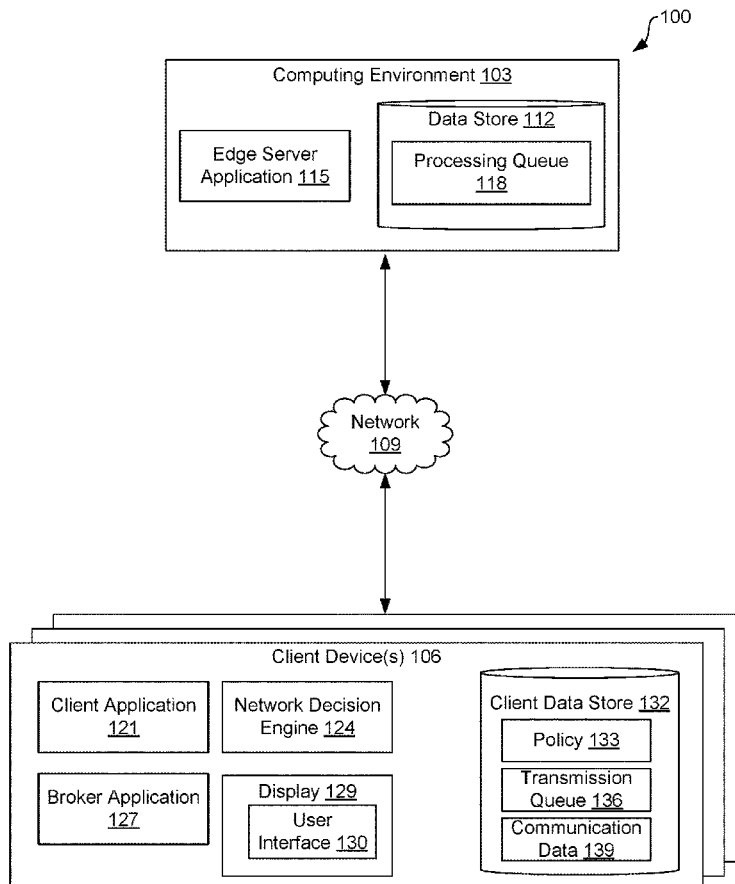 100
Computing Environment 103
Edge Server
Application 115
Data Store 112
Processing Queue
118
Network
109
Client Device(s) 106
Client Application
121
Network Decision
Engine 124
Broker Application
127
Display 129
User
Interface 130
Client Data Store 132
Policy 133
Transmission
Queue 136
Communication
Data 139